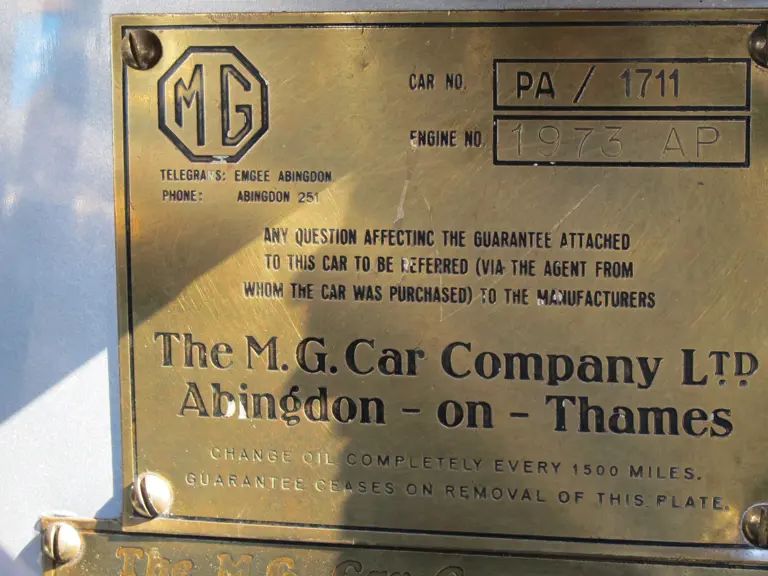 MG
CAR NO. PA / 1711
ENGINE NO. 1973 AP
TELEGRAMS: EMGEE ABINGDON
PHONE: ABINGDON 251
ANY QUESTION AFFECTING THE GUARANTEE ATTACHED
TO THIS CAR TO BE REFERRED (VIA THE AGENT FROM
WHOM THE CAR WAS PURCHASED) TO THE MANUFACTURERS
The M.G. Car Company LTD
Abingdon - on - Thames
CHANGE OIL COMPLETELY EVERY 1500 MILES.
GUARANTEE CEASES ON REMOVAL OF THIS PLATE.
The M.G. Car